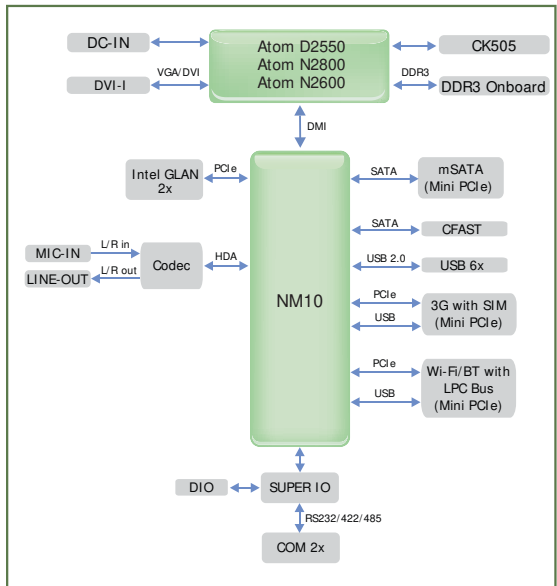 DC-IN
Atom D2550
Atom N2800
Atom N2600
CK505
DVI-I
VGA/DVI
DDR3
DDR3 Onboard
DMI
Intel GLAN
2x
PCIe
SATA
mSATA
(Mini PCIe)
SATA
CFAST
MIC-IN
L/R in
LINE-OUT
L/R out
Codec
HDA
NM10
USB 2.0
USB 6x
PCIe
USB
3G with SIM
(Mini PCIe)
PCIe
USB
Wi-Fi/BT with
LPC Bus
(Mini PCIe)
DIO
SUPER IO
RS232/422/485
COM 2x